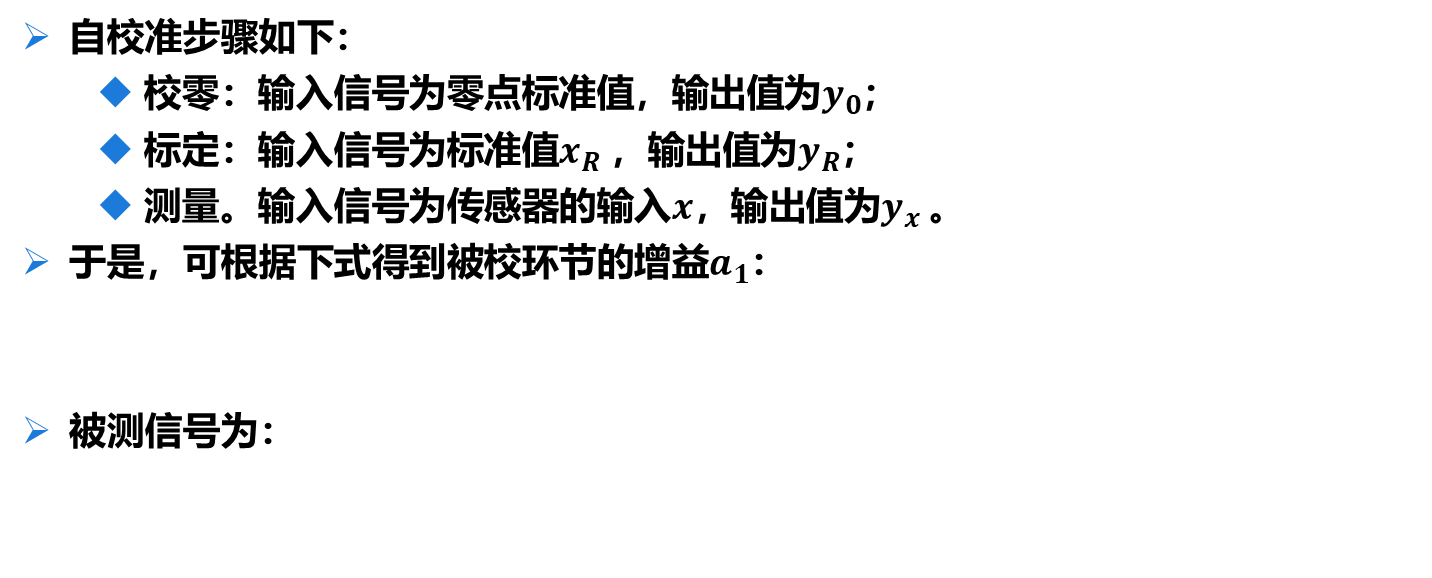 ➢ 自校准步骤如下：
◆ 校零：输入信号为零点标准值，输出值为y₀；
◆ 标定：输入信号为标准值x_R ，输出值为y_R；
◆ 测量。输入信号为传感器的输入x，输出值为yₓ 。
➢ 于是，可根据下式得到被校环节的增益a₁：
➢ 被测信号为：